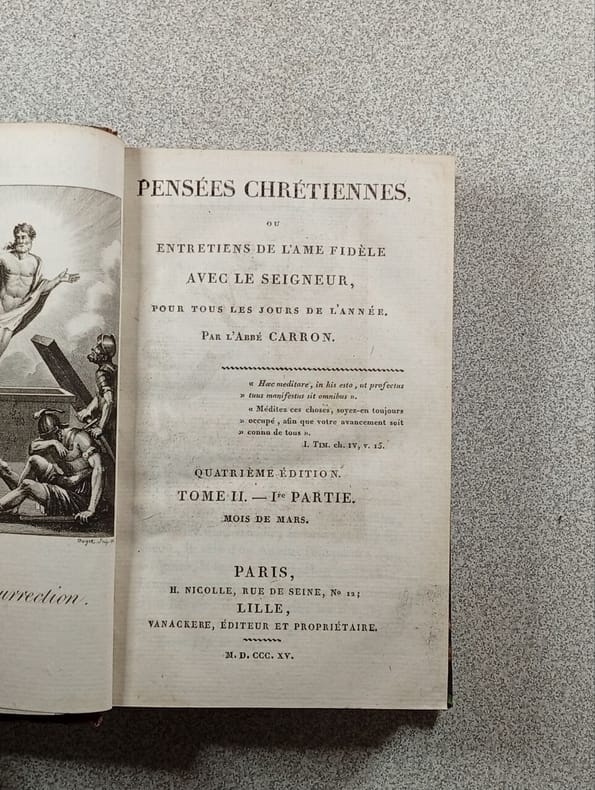 PENSÉES CHRÉTIENNES,
OU
ENTRETIENS DE L'AME FIDÈLE
AVEC LE SEIGNEUR,
POUR TOUS LES JOURS DE L'ANNÉE.
PAR L'ABBÉ CARRON.
« Hæc meditare, in his esto, ut profectus
» tuus manifestus sit omnibus ».
« Méditez ces choses, soyez-en toujours
» occupé, afin que votre avancement soit
» connu de tous ».
I. TIM. ch. IV, v. 15.
QUATRIÈME ÉDITION.
TOME II. — Ire PARTIE.
MOIS DE MARS.
PARIS,
H. NICOLLE, RUE DE SEINE, No 12;
LILLE,
VANACKERE, ÉDITEUR ET PROPRIÉTAIRE.
M. D. CCC. XV.
urrection.